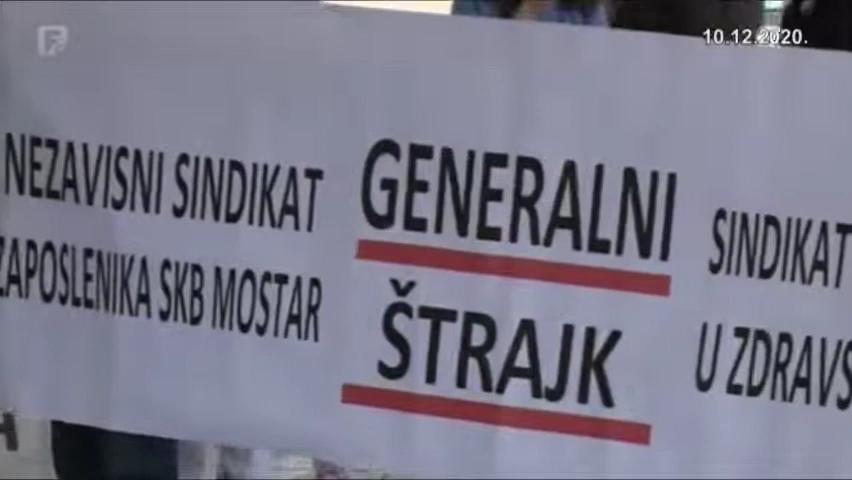 10.12.2020.
NEZAVISNI SINDIKAT
ZAPOSLENIKA SKB MOSTAR
GENERALNI
ŠTRAJK
SINDIKAT
U ZDRAVS